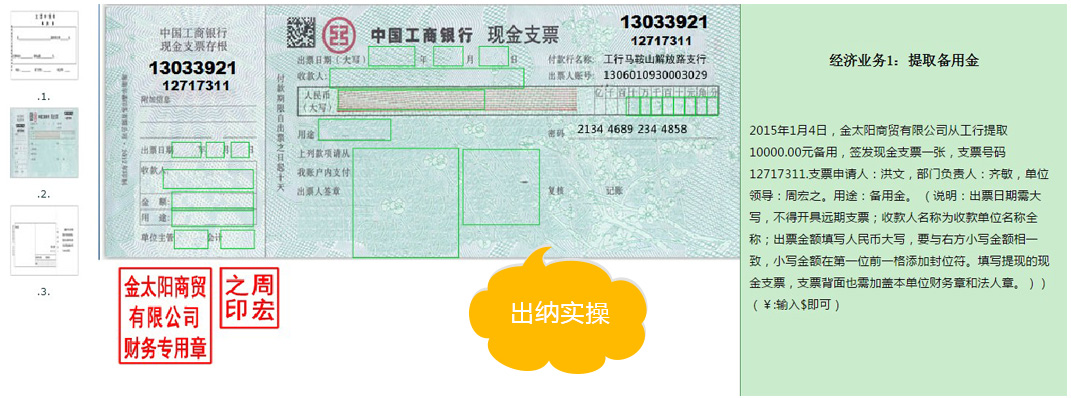 .1.
.2.
.3.
中国工商银行
现金支票存根
13033921
12717311
附加信息
出票日期 年 月 日
收款人:
金 额:
用 途:
单位主管 会计
付款期限自出票之日起十天
中国工商银行 现金支票
13033921
12717311
出票日期(大写) 年 月 日
付款行名称: 工行马鞍山解放路支行
收款人:
出票人账号: 1306010930003029
人民币
(大写)
亿千百十万千百十元角分
用途
密码 2134 4689 234 4858
上列款项请从
我账户内支付
出票人签章
复核 记账
金太阳商贸
有限公司
财务专用章
周宏
之印
出纳实操
经济业务1: 提取备用金
2015年1月4日,金太阳商贸有限公司从工行提取
10000.00元备用,签发现金支票一张,支票号码
12717311.支票申请人:洪文,部门负责人:齐敏,单位
领导:周宏之。用途:备用金。 (说明:出票日期需大
写,不得开具远期支票;收款人名称为收款单位名称全
称;出票金额填写人民币大写,要与右方小写金额相一
致,小写金额在第一位前一格添加封位符。填写提现的现
金支票,支票背面也需加盖本单位财务章和法人章。))
(¥:输入$即可)